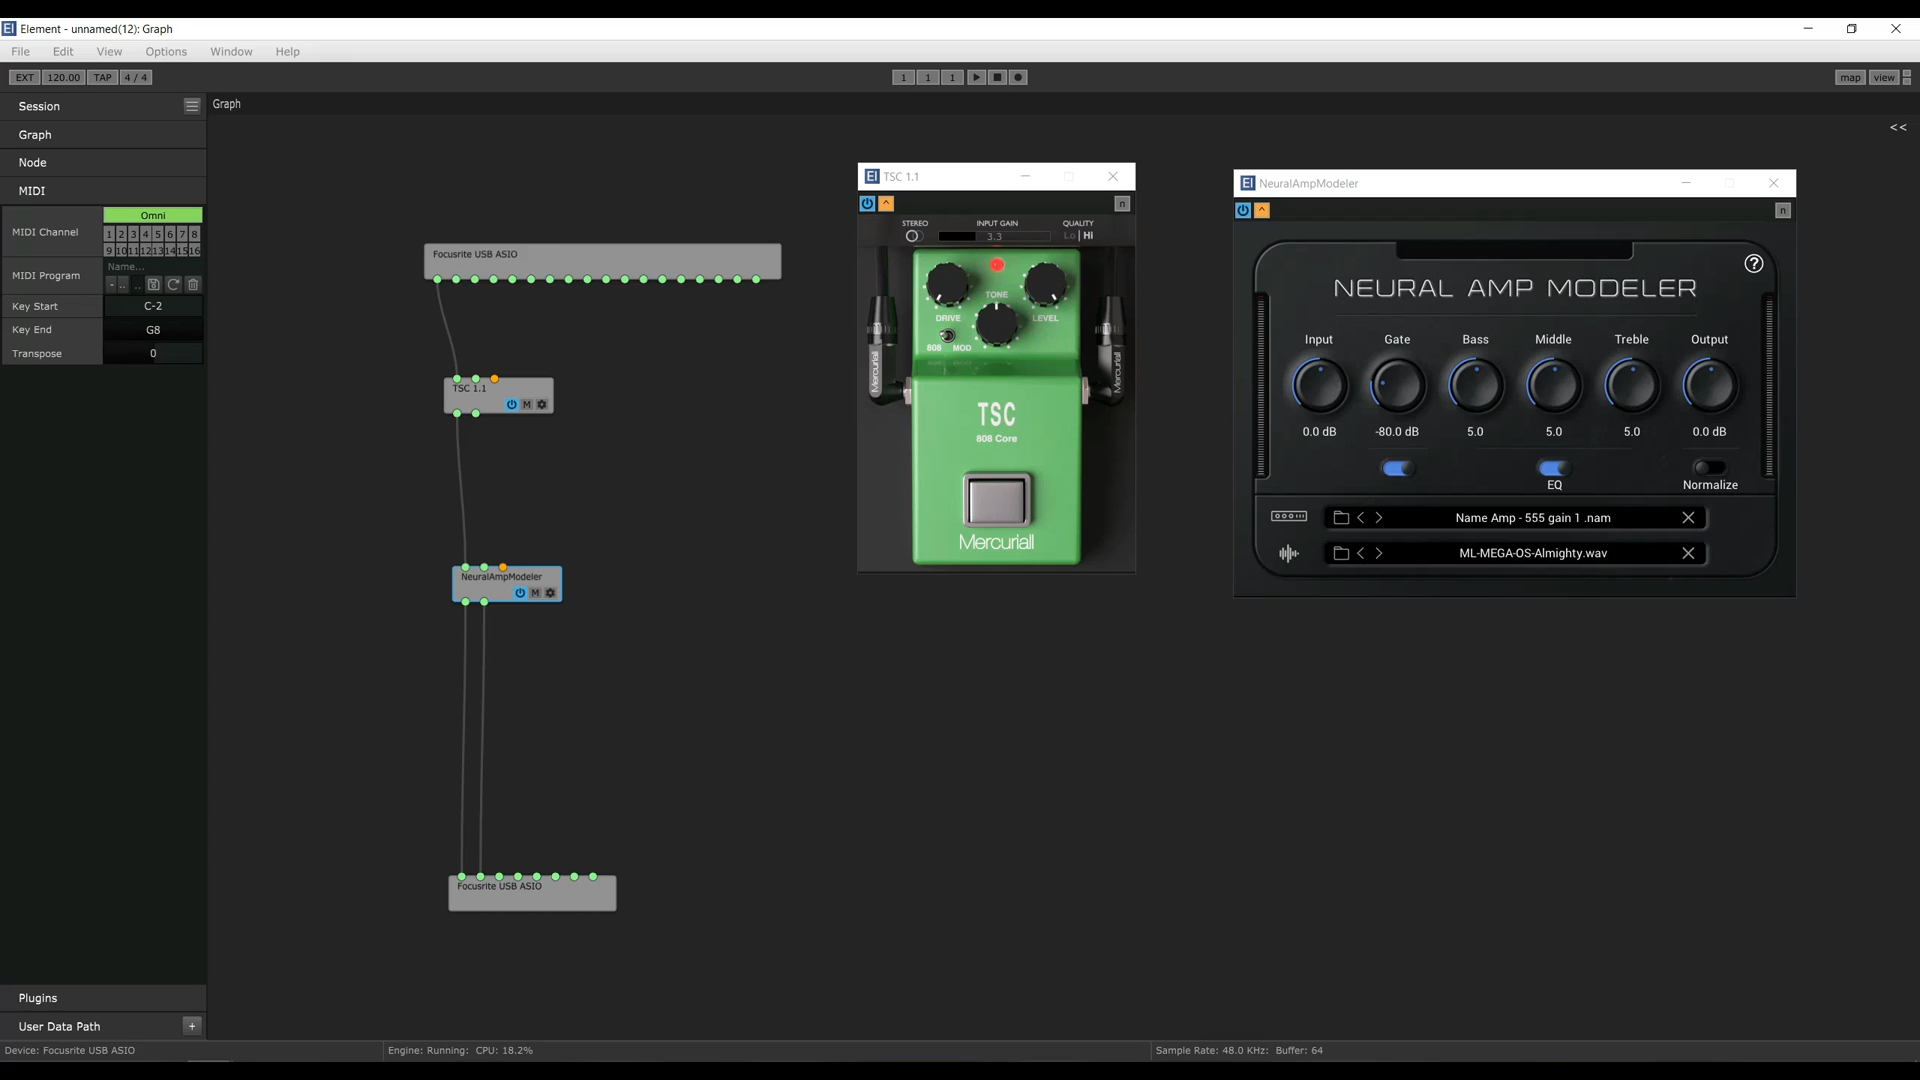 Element - unnamed(12): Graph
File Edit View Options Window Help
EXT 120.00 TAP 4 / 4 1 1 1 map view
Session
Graph
Graph
<<
Node
MIDI
Omni
MIDI Channel
1 2 3 4 5 6 7 8
9 10 11 12 13 14 15 16
Name...
MIDI Program
- .. ..
Key Start C-2
Key End G8
Transpose 0
Focusrite USB ASIO
TSC 1.1
M
NeuralAmpModeler
M
Focusrite USB ASIO
TSC 1.1
n
STEREO INPUT GAIN QUALITY
3.3 Lo | Hi
TONE
DRIVE LEVEL
808 MOD
Mercuriall
Mercuriall
TSC
808 Core
Mercuriall
NeuralAmpModeler
n
NEURAL AMP MODELER
?
Input Gate Bass Middle Treble Output
0.0 dB -80.0 dB 5.0 5.0 5.0 0.0 dB
EQ Normalize
Name Amp - 555 gain 1 .nam
ML-MEGA-OS-Almighty.wav
Plugins
User Data Path +
Device: Focusrite USB ASIO Engine: Running: CPU: 18.2% Sample Rate: 48.0 KHz: Buffer: 64